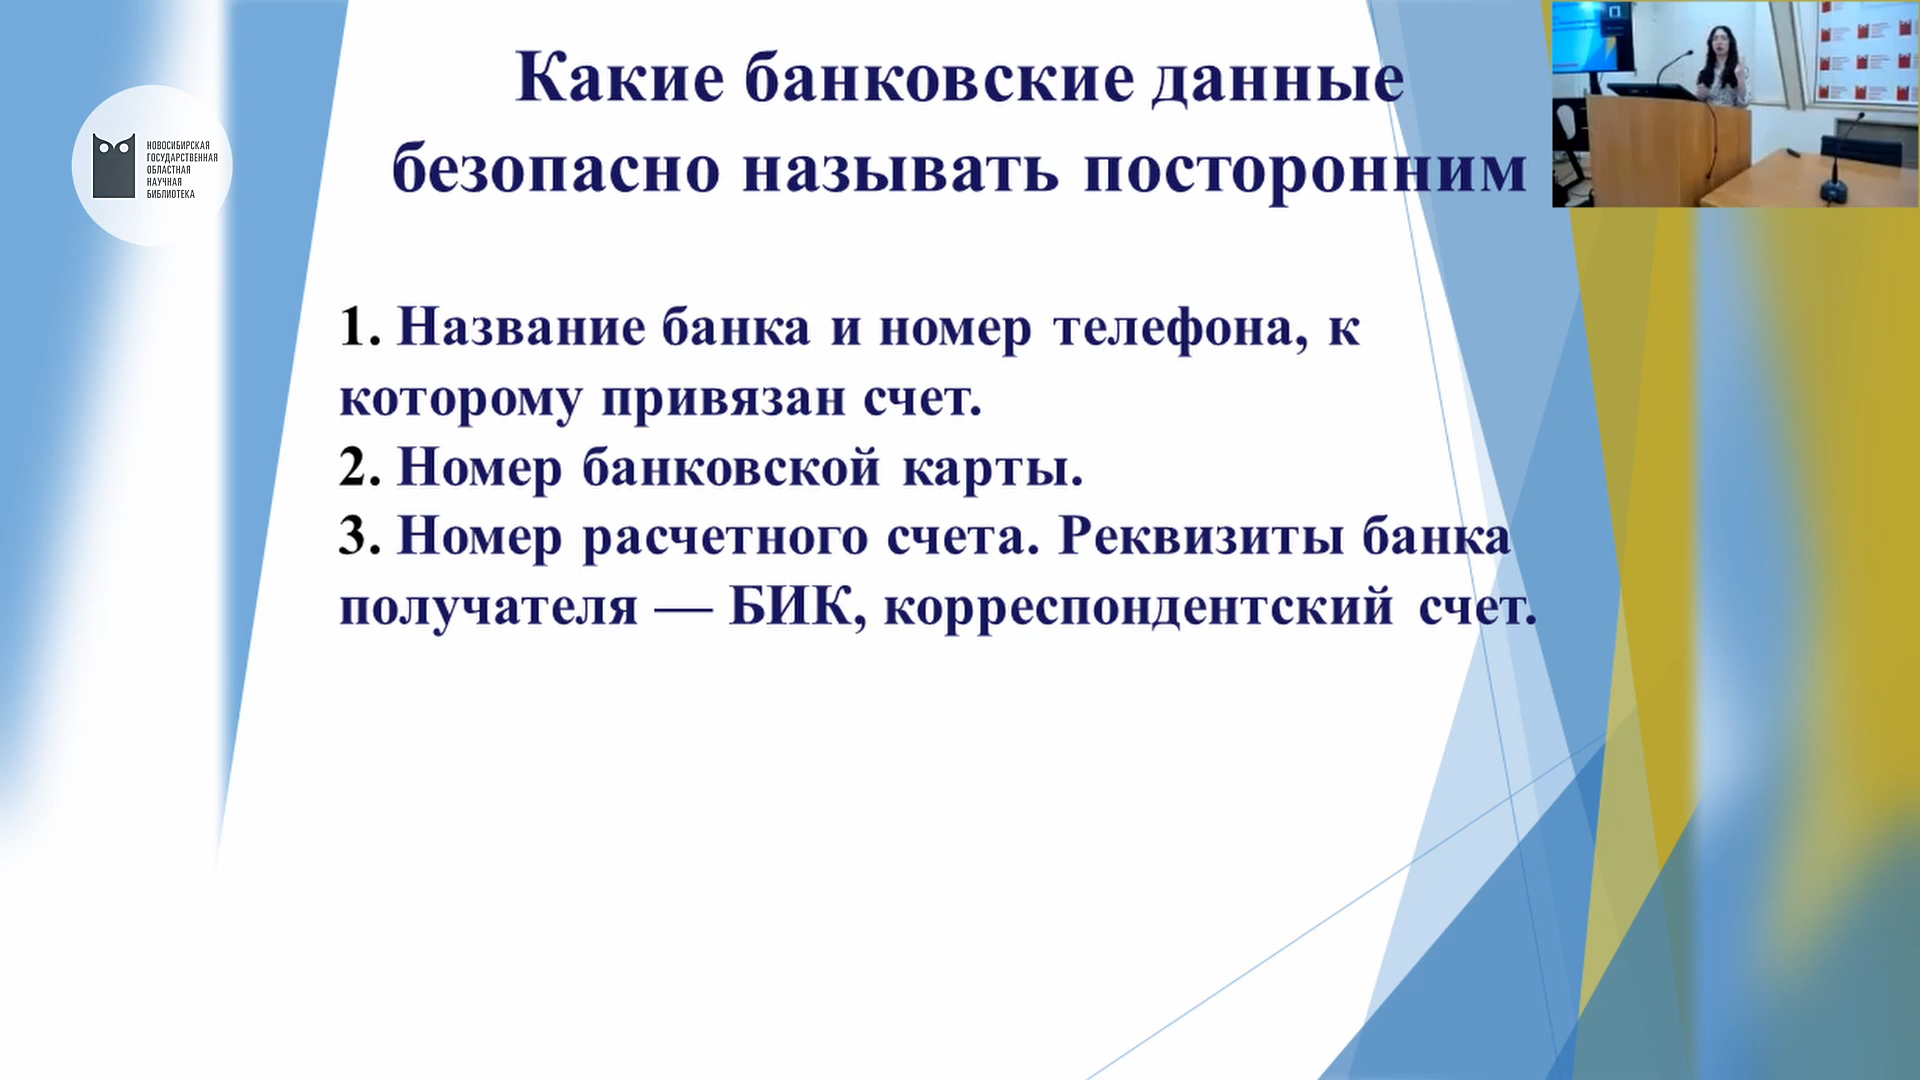 Какие банковские данные
безопасно называть посторонним
НОВОСИБИРСКАЯ
ГОСУДАРСТВЕННАЯ
ОБЛАСТНАЯ
НАУЧНАЯ
БИБЛИОТЕКА
1. Название банка и номер телефона, к
которому привязан счет.
2. Номер банковской карты.
3. Номер расчетного счета. Реквизиты банка
получателя — БИК, корреспондентский счет.